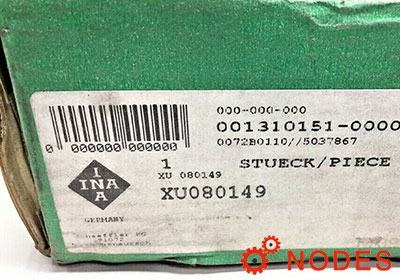 000-000-000
001310151-0000
0072B0110//5037867
0 000000 000000
1 STUECK/PIECE
XU 080149
XU080149
I
INA
A
GERMANY
NODES